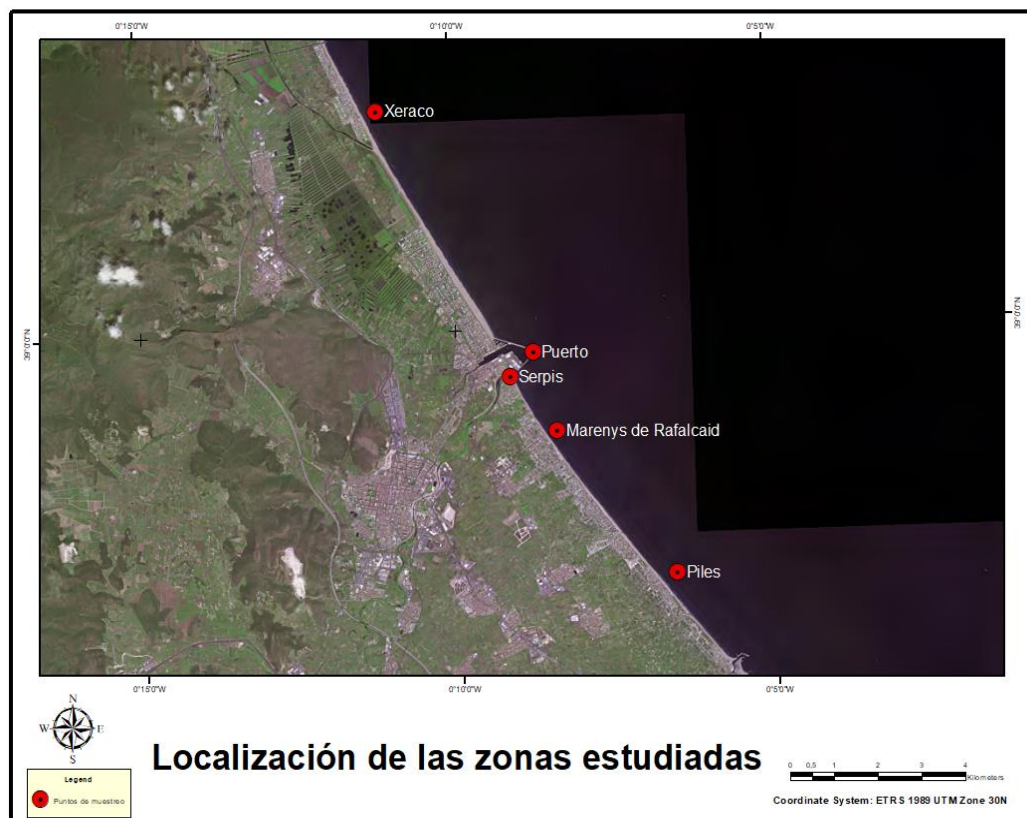 0°15'0"W 0°10'0"W 0°5'0"W
Xeraco
39°0'0"N
39°0'0"N
Puerto
Serpis
Marenys de Rafalcaid
Piles
0°15'0"W 0°10'0"W 0°5'0"W
N
W E
S
Localización de las zonas estudiadas
Legend
Puntos de muestreo
0 0,5 1 2 3 4
Kilometers
Coordinate System: ETRS 1989 UTM Zone 30N